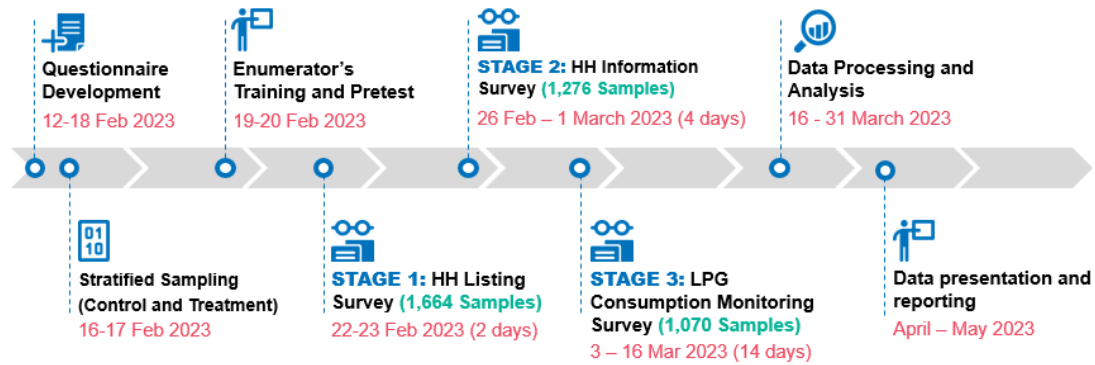 Questionnaire
Development
12-18 Feb 2023
Enumerator's
Training and Pretest
19-20 Feb 2023
STAGE 2: HH Information
Survey (1,276 Samples)
26 Feb – 1 March 2023 (4 days)
Data Processing and
Analysis
16 - 31 March 2023
01
10
Stratified Sampling
(Control and Treatment)
16-17 Feb 2023
STAGE 1: HH Listing
Survey (1,664 Samples)
22-23 Feb 2023 (2 days)
STAGE 3: LPG
Consumption Monitoring
Survey (1,070 Samples)
3 – 16 Mar 2023 (14 days)
Data presentation and
reporting
April – May 2023